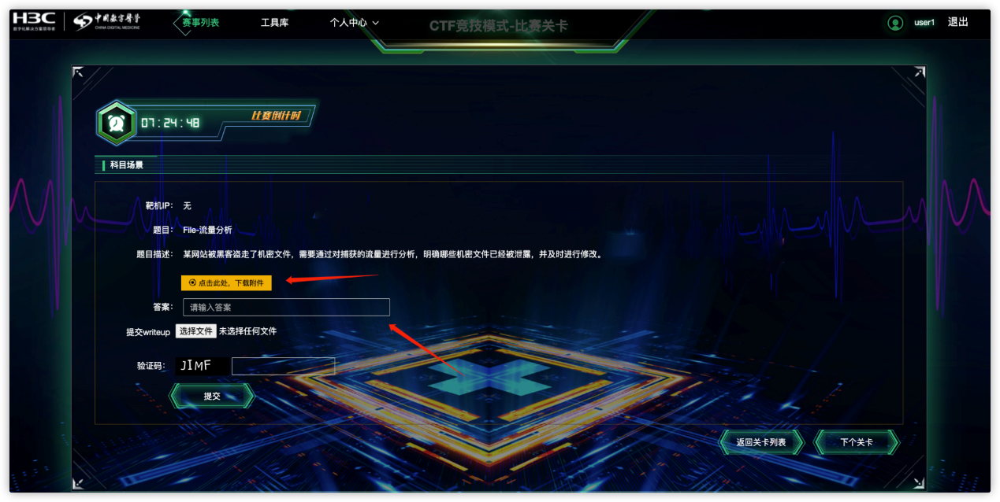 H3C 中国数字医学 赛事列表 工具库 个人中心 CTF竞技模式-比赛关卡 user1 退出
数字化解决方案领导者 CHINA DIGITAL MEDICINE
07:24:48 比赛倒计时
科目场景
靶机IP: 无
题目: File-流量分析
题目描述: 某网站被黑客盗走了机密文件，需要通过对捕获的流量进行分析，明确哪些机密文件已经被泄露，并及时进行修改。
点击此处，下载附件
答案: 请输入答案
提交writeup 选择文件 未选择任何文件
验证码: JIMF
提交
返回关卡列表 下个关卡